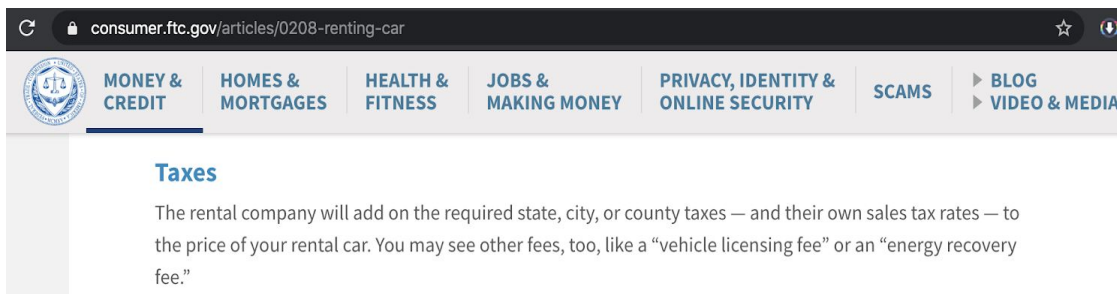 consumer.ftc.gov/articles/0208-renting-car
MONEY & CREDIT
HOMES & MORTGAGES
HEALTH & FITNESS
JOBS & MAKING MONEY
PRIVACY, IDENTITY & ONLINE SECURITY
SCAMS
BLOG
VIDEO & MEDIA
Taxes
The rental company will add on the required state, city, or county taxes — and their own sales tax rates — to
the price of your rental car. You may see other fees, too, like a “vehicle licensing fee” or an “energy recovery
fee.”